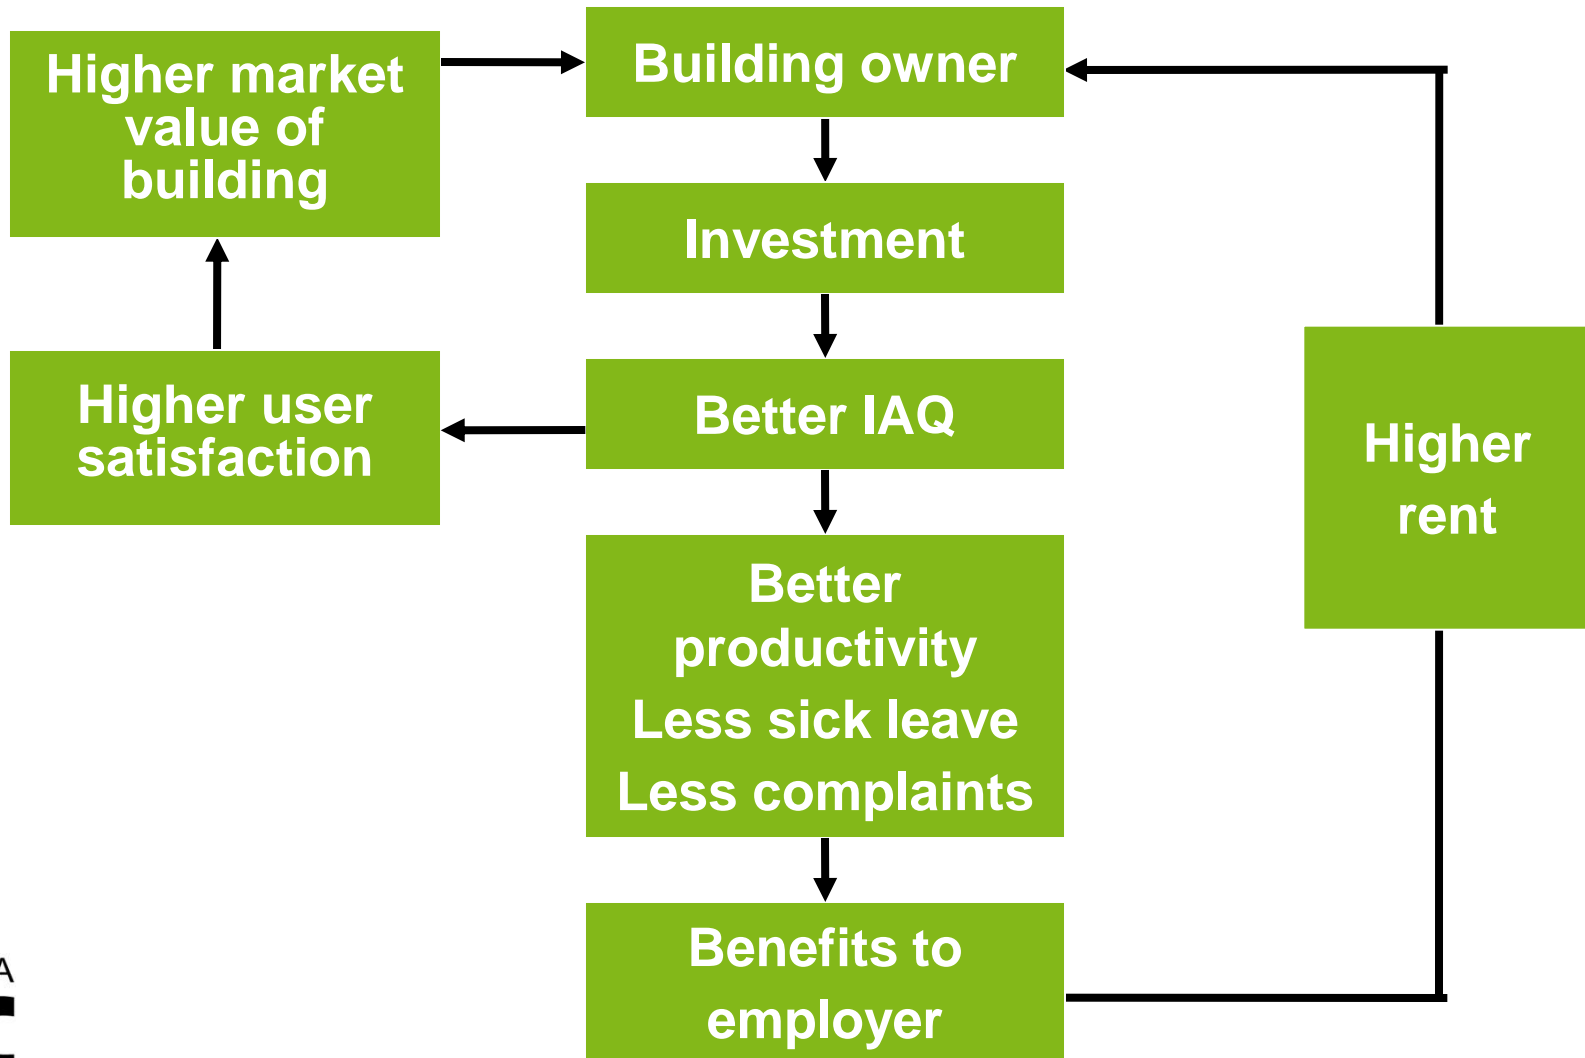 Higher market
value of
building
Building owner
Investment
Higher user
satisfaction
Better IAQ
Higher
rent
Better
productivity
Less sick leave
Less complaints
Benefits to
employer
A